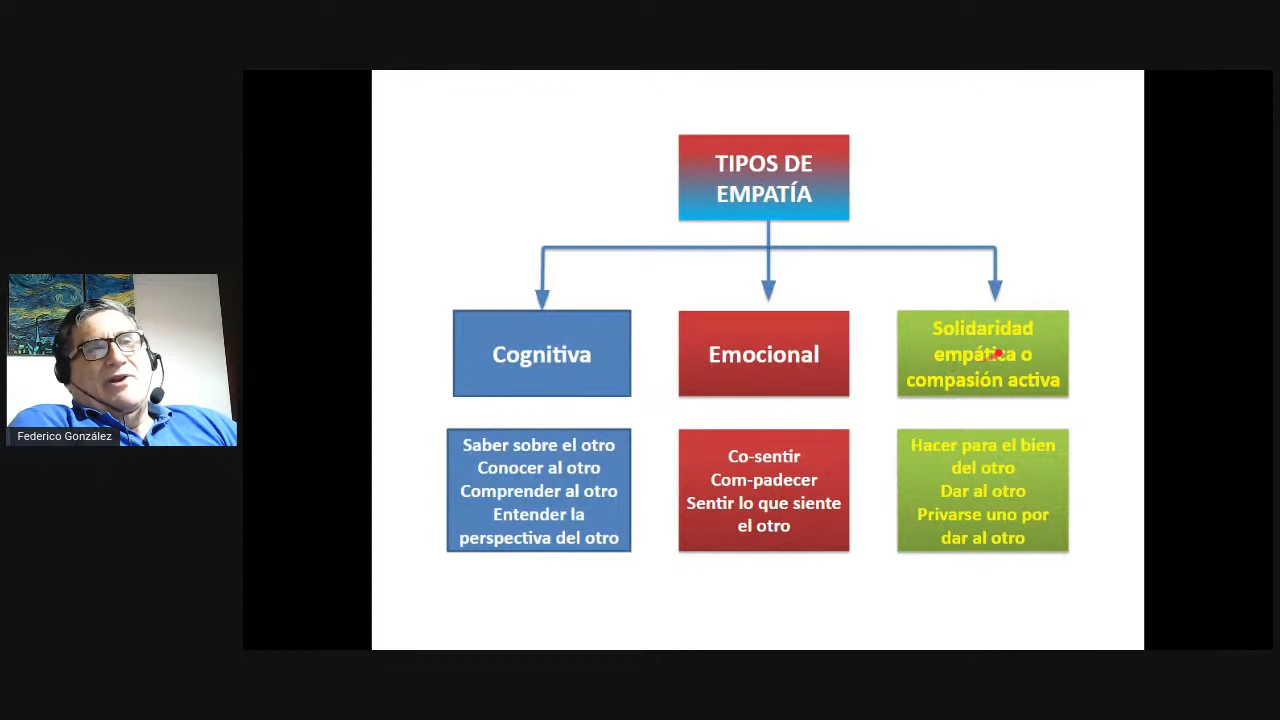 TIPOS DE
EMPATÍA
Cognitiva
Emocional
Solidaridad
empática o
compasión activa
Saber sobre el otro
Conocer al otro
Comprender al otro
Entender la
perspectiva del otro
Co-sentir
Com-padecer
Sentir lo que siente
el otro
Hacer para el bien
del otro
Dar al otro
Privarse uno por
dar al otro
Federico González